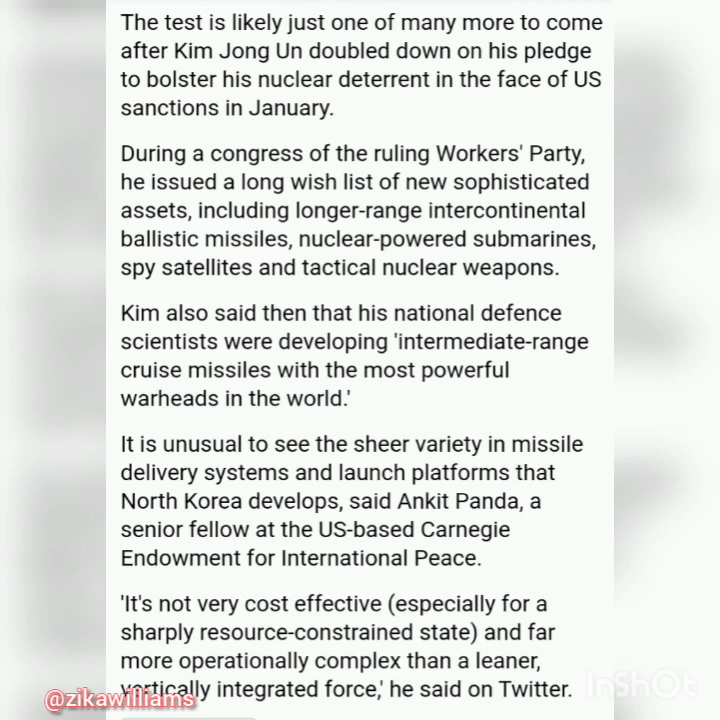 The test is likely just one of many more to come
after Kim Jong Un doubled down on his pledge
to bolster his nuclear deterrent in the face of US
sanctions in January.
During a congress of the ruling Workers' Party,
he issued a long wish list of new sophisticated
assets, including longer-range intercontinental
ballistic missiles, nuclear-powered submarines,
spy satellites and tactical nuclear weapons.
Kim also said then that his national defence
scientists were developing 'intermediate-range
cruise missiles with the most powerful
warheads in the world.'
It is unusual to see the sheer variety in missile
delivery systems and launch platforms that
North Korea develops, said Ankit Panda, a
senior fellow at the US-based Carnegie
Endowment for International Peace.
'It's not very cost effective (especially for a
sharply resource-constrained state) and far
more operationally complex than a leaner,
vertically integrated force,' he said on Twitter.
@zikawilliams
InShOt